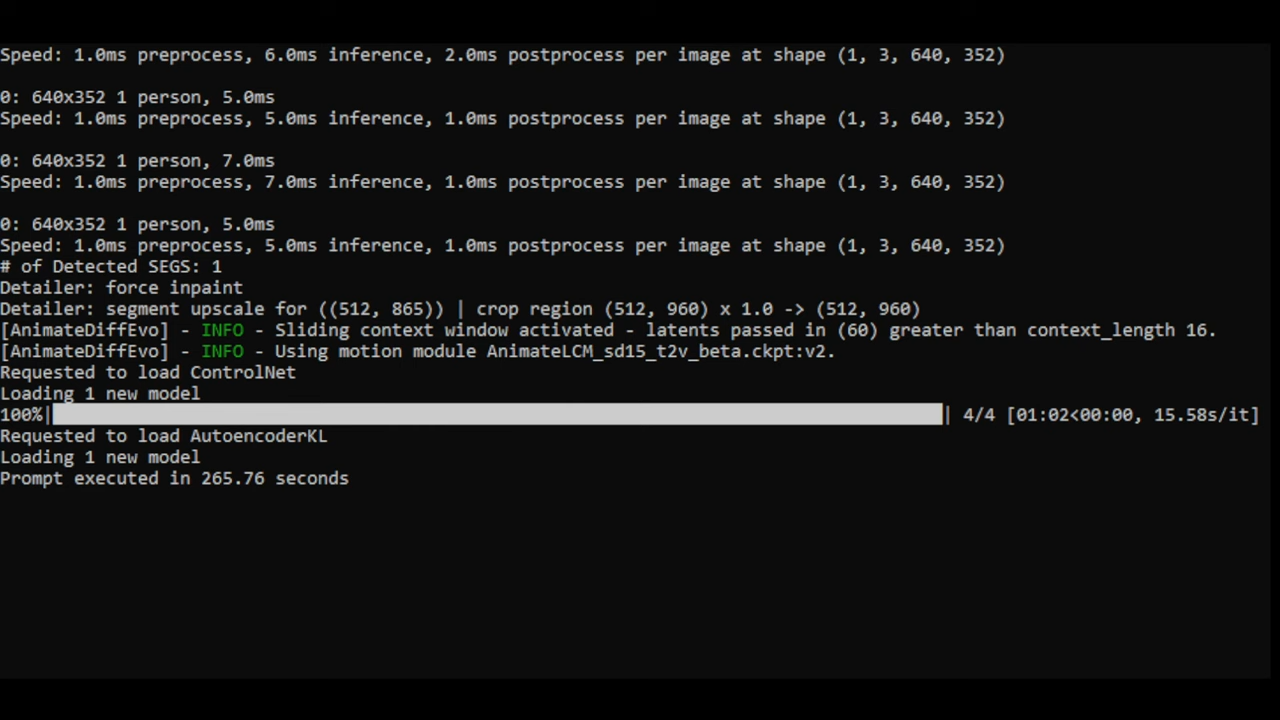 Speed: 1.0ms preprocess, 6.0ms inference, 2.0ms postprocess per image at shape (1, 3, 640, 352)
0: 640x352 1 person, 5.0ms
Speed: 1.0ms preprocess, 5.0ms inference, 1.0ms postprocess per image at shape (1, 3, 640, 352)
0: 640x352 1 person, 7.0ms
Speed: 1.0ms preprocess, 7.0ms inference, 1.0ms postprocess per image at shape (1, 3, 640, 352)
0: 640x352 1 person, 5.0ms
Speed: 1.0ms preprocess, 5.0ms inference, 1.0ms postprocess per image at shape (1, 3, 640, 352)
# of Detected SEGS: 1
Detailer: force inpaint
Detailer: segment upscale for ((512, 865)) | crop region (512, 960) x 1.0 -> (512, 960)
[AnimateDiffEvo] - INFO - Sliding context window activated - latents passed in (60) greater than context_length 16.
[AnimateDiffEvo] - INFO - Using motion module AnimateLCM_sd15_t2v_beta.ckpt:v2.
Requested to load ControlNet
Loading 1 new model
100%| | 4/4 [01:02<00:00, 15.58s/it]
Requested to load AutoencoderKL
Loading 1 new model
Prompt executed in 265.76 seconds